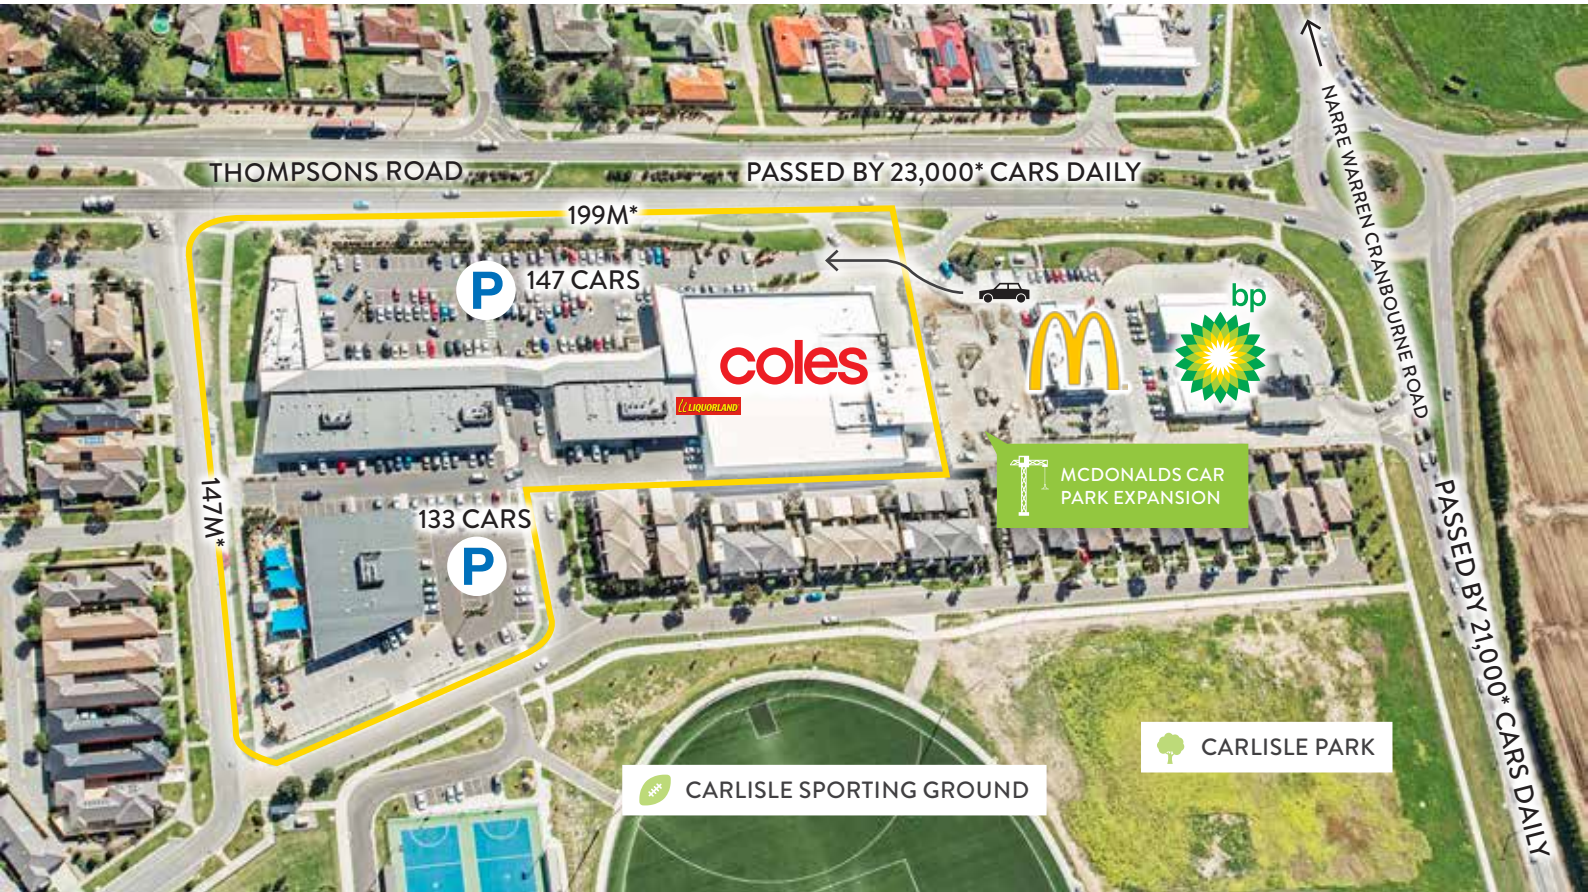 NARRE WARREN CRANBOURNE ROAD
THOMPSONS ROAD
PASSED BY 23,000* CARS DAILY
199M*
P
147 CARS
bp
coles
LIQUORLAND
M
MCDONALDS CAR
PARK EXPANSION
147M*
133 CARS
P
PASSED BY 21,000* CARS DAILY
CARLISLE PARK
CARLISLE SPORTING GROUND